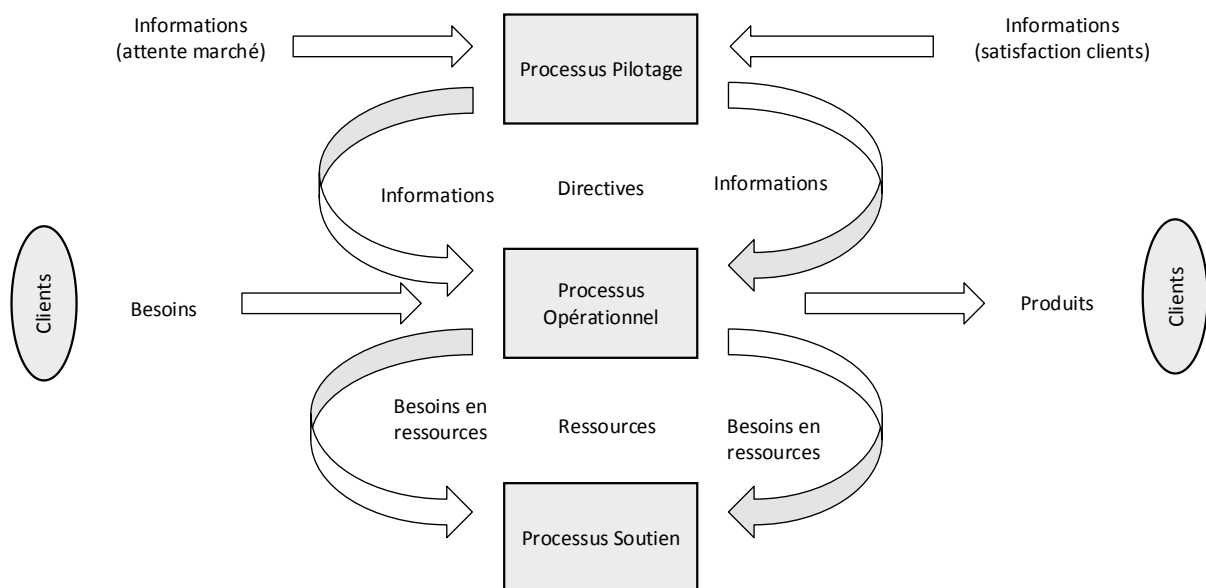 Informations
(attente marché)
Processus Pilotage
Informations
(satisfaction clients)
Informations
Directives
Informations
Clients
Besoins
Processus
Opérationnel
Produits
Clients
Besoins en
ressources
Ressources
Besoins en
ressources
Processus Soutien